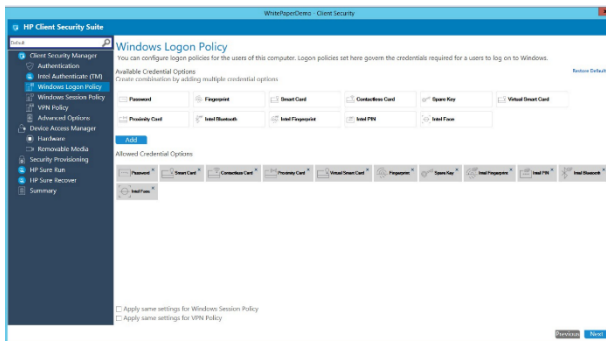 WhitePaperDemo - Client Security
HP Client Security Suite
Default
Client Security Manager
Authentication
Intel Authenticate (TM)
Windows Logon Policy
Windows Session Policy
VPN Policy
Advanced Options
Device Access Manager
Hardware
Removable Media
Security Provisioning
HP Sure Run
HP Sure Recover
Summary
Windows Logon Policy
You can configure logon policies for the users of this computer. Logon policies set here govern the credentials required for a users to log on to Windows.
Available Credential Options
Restore Default
Create combination by adding multiple credential options
Password Fingerprint Smart Card Contactless Card Spare Key Virtual Smart Card
Proximity Card Intel Bluetooth Intel Fingerprint Intel PIN Intel Face
Add
Allowed Credential Options
Password Smart Card Contactless Card Proximity Card Virtual Smart Card Fingerprint Spare Key Intel Fingerprint Intel PIN Intel Bluetooth
Intel Face
Apply same settings for Windows Session Policy
Apply same settings for VPN Policy
Previous Next